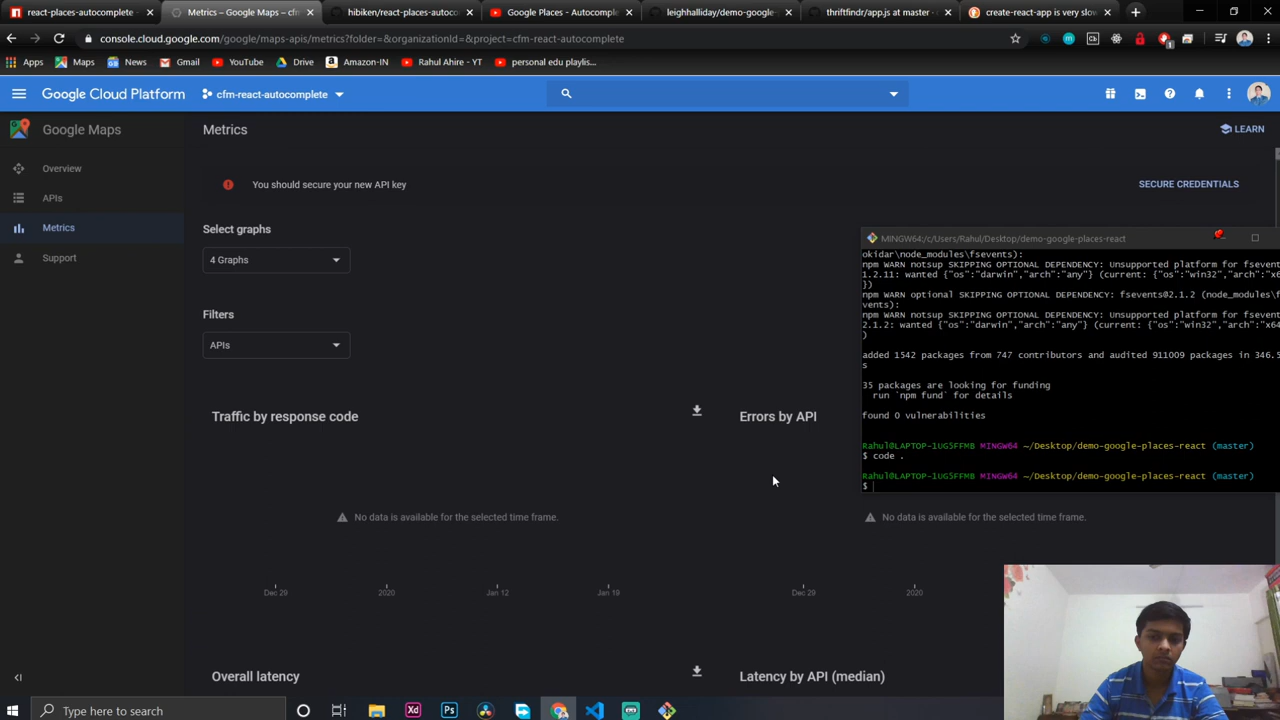 react-places-autocomplete
Metrics – Google Maps – cfm
hibiken/react-places-autoco
Google Places - Autocomple
leighhalliday/demo-google-
thriftfindr/app.js at master
create-react-app is very slow
console.cloud.google.com/google/maps-apis/metrics?folder=&organizationId=&project=cfm-react-autocomplete
Apps
Maps
News
Gmail
YouTube
Drive
Amazon-IN
Rahul Ahire - YT
personal edu playlis...
Google Cloud Platform
cfm-react-autocomplete
Google Maps
Metrics
LEARN
Overview
APIs
Metrics
Support
You should secure your new API key
SECURE CREDENTIALS
Select graphs
4 Graphs
Filters
APIs
Traffic by response code
No data is available for the selected time frame.
Dec 29 2020 Jan 12 Jan 19
Errors by API
No data is available for the selected time frame.
Dec 29 2020
Overall latency
Latency by API (median)
MINGW64:/c/Users/Rahul/Desktop/demo-google-places-react
okidar\node_modules\fsevents):
npm WARN notsup SKIPPING OPTIONAL DEPENDENCY: Unsupported platform for fsevent
1.2.11: wanted {"os":"darwin","arch":"any"} (current: {"os":"win32","arch":"x6
})
npm WARN optional SKIPPING OPTIONAL DEPENDENCY: fsevents@2.1.2 (node_modules\f
vents):
npm WARN notsup SKIPPING OPTIONAL DEPENDENCY: Unsupported platform for fsevent
2.1.2: wanted {"os":"darwin","arch":"any"} (current: {"os":"win32","arch":"x64
)
added 1542 packages from 747 contributors and audited 911009 packages in 346.5
s
35 packages are looking for funding
run `npm fund` for details
found 0 vulnerabilities
Rahul@LAPTOP-1UG5FFMB MINGW64 ~/Desktop/demo-google-places-react (master)
$ code .
Rahul@LAPTOP-1UG5FFMB MINGW64 ~/Desktop/demo-google-places-react (master)
$
Type here to search